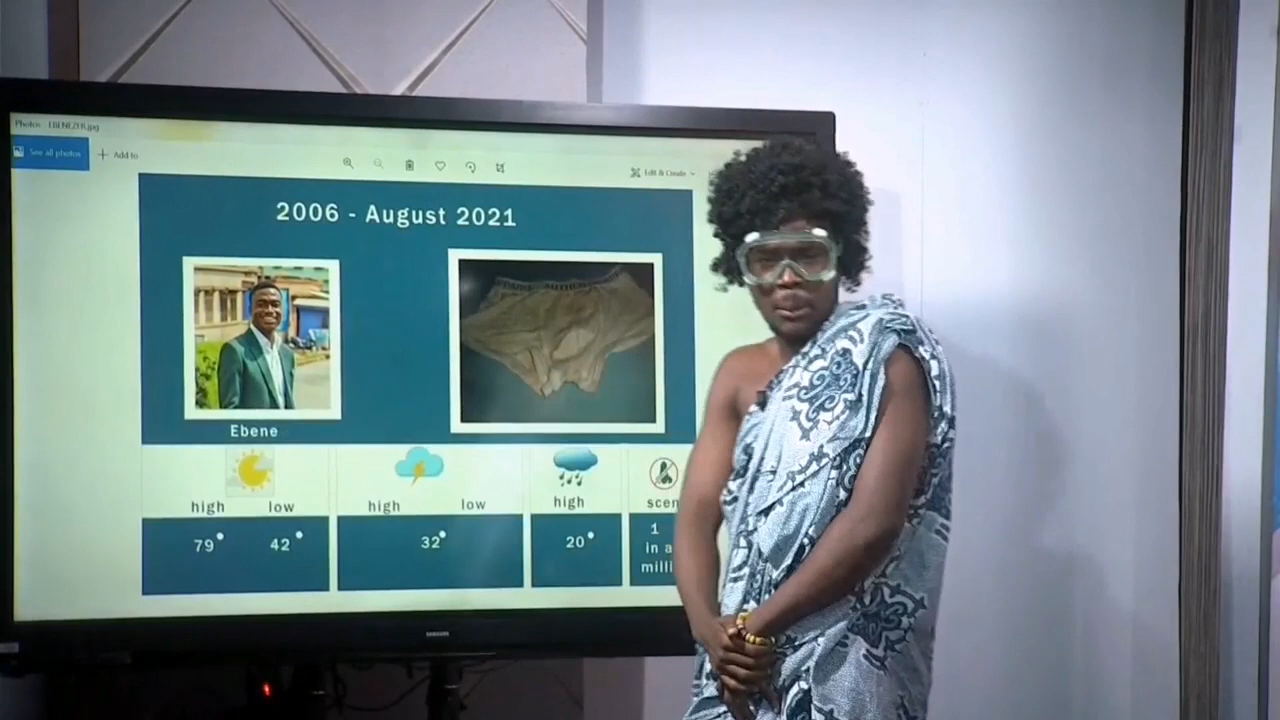 Photos - EBENEZER.jpg
See all photos
+ Add to
Edit & Create
2006 - August 2021
Ebene
high low
high low
high
scen
79° 42°
32°
20°
1
in a
milli
SAMSUNG